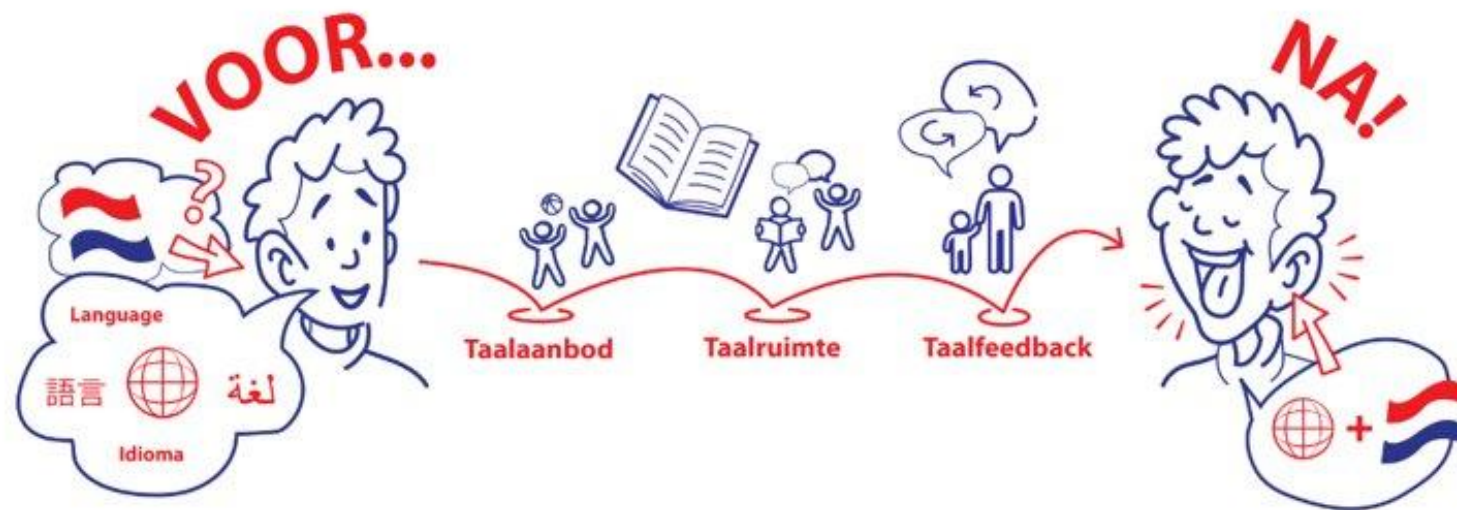 VOOR...
?
Language
語言
لغة
Idioma
Taalaanbod
Taalruimte
Taalfeedback
NA!
+